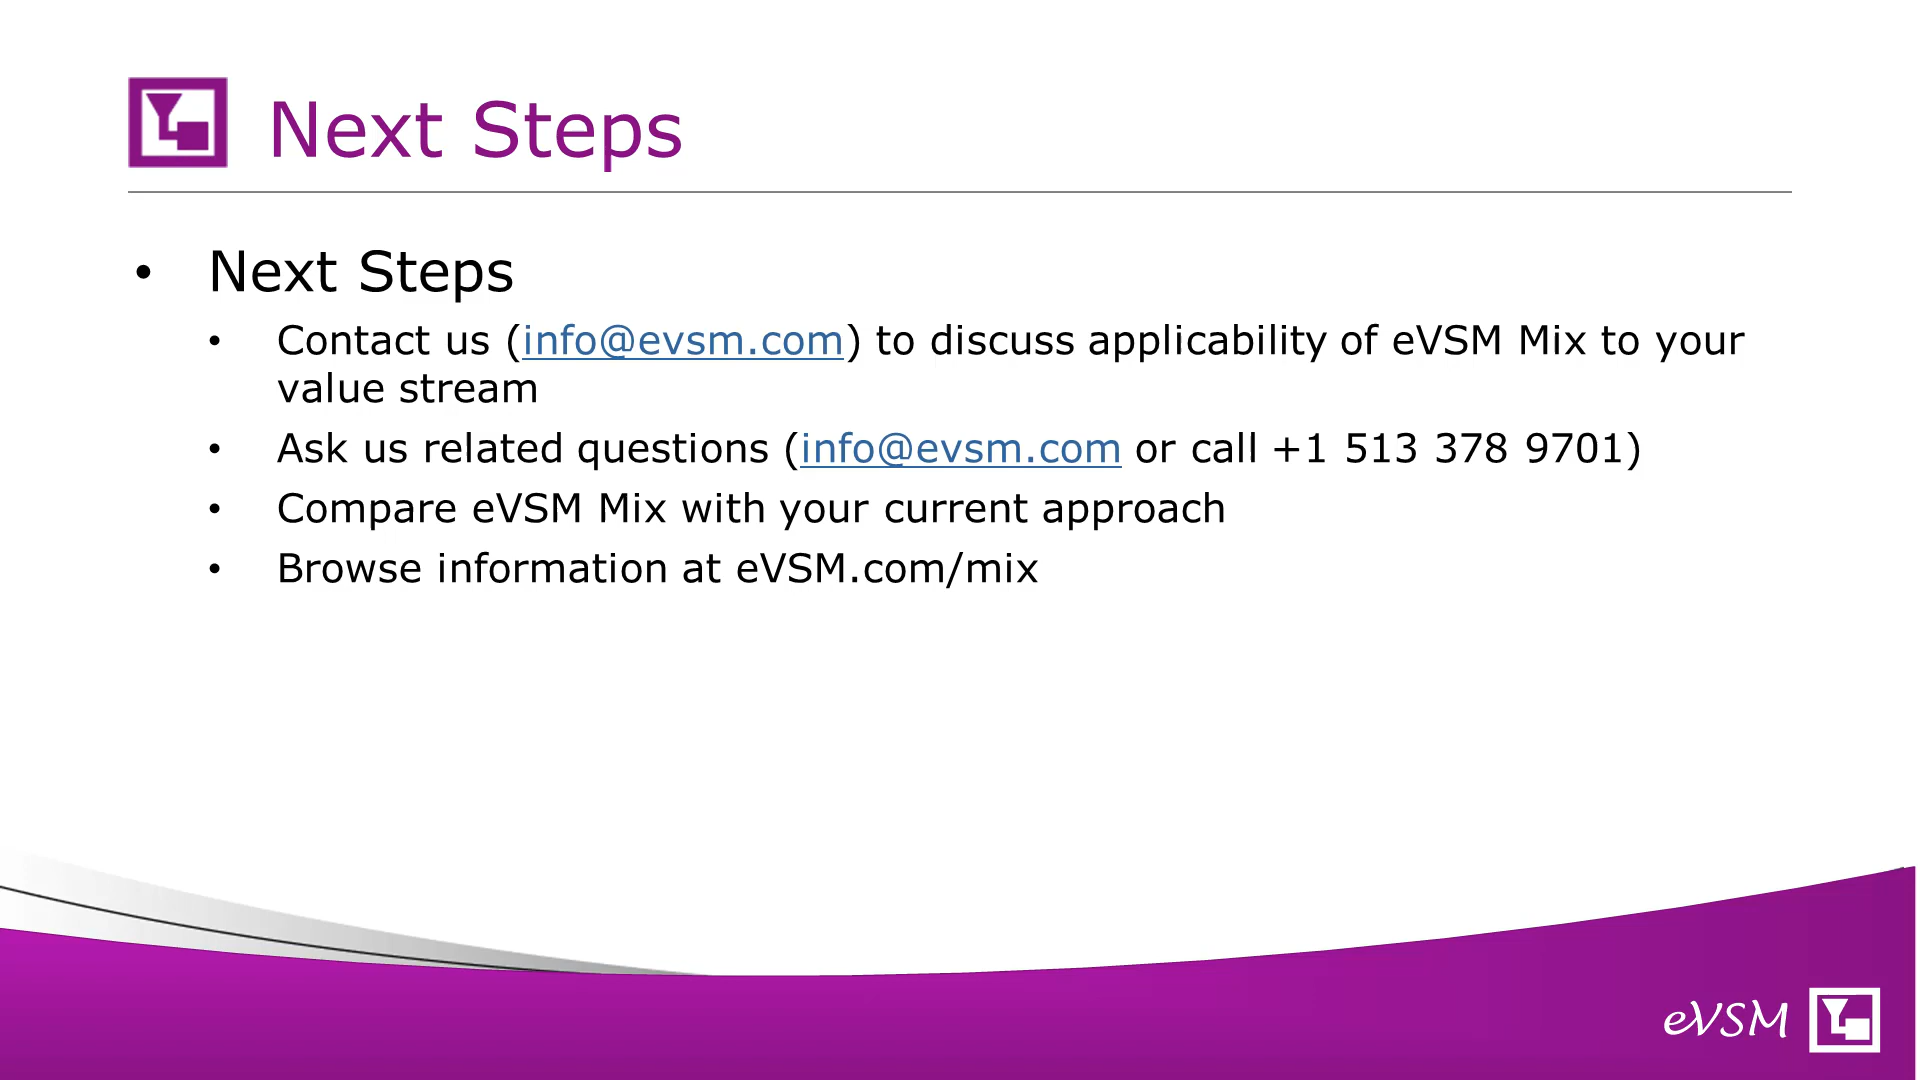 Next Steps
• Next Steps
• Contact us (info@evsm.com) to discuss applicability of eVSM Mix to your
value stream
• Ask us related questions (info@evsm.com or call +1 513 378 9701)
• Compare eVSM Mix with your current approach
• Browse information at eVSM.com/mix
eVSM